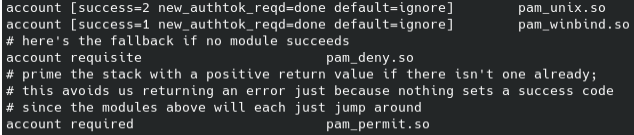 account [success=2 new_authtok_reqd=done default=ignore]        pam_unix.so
account [success=1 new_authtok_reqd=done default=ignore]        pam_winbind.so
# here's the fallback if no module succeeds
account requisite                       pam_deny.so
# prime the stack with a positive return value if there isn't one already;
# this avoids us returning an error just because nothing sets a success code
# since the modules above will each just jump around
account required                        pam_permit.so